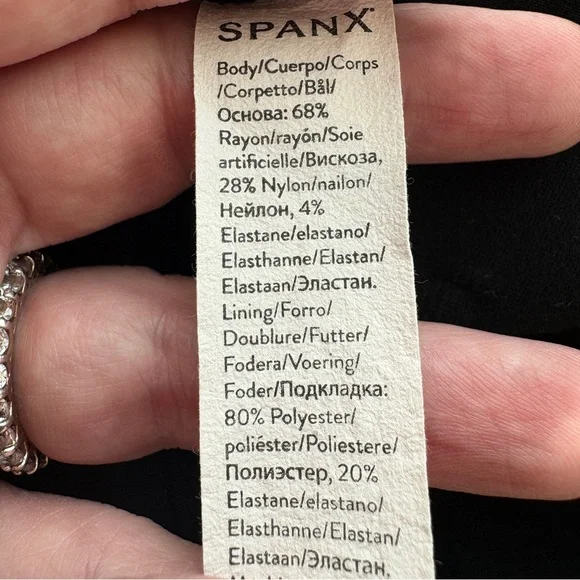 SPANX
Body/Cuerpo/Corps
/Corpetto/Bål/
Основа: 68%
Rayon/rayón/Soie
artificielle/Вискоза,
28% Nylon/nailon/
Нейлон, 4%
Elastane/elastano/
Elasthanne/Elastan/
Elastaan/Эластан.
Lining/Forro/
Doublure/Futter/
Fodera/Voering/
Foder/Подкладка:
80% Polyester/
poliéster/Poliestere/
Полиэстер, 20%
Elastane/elastano/
Elasthanne/Elastan/
Elastaan/Эластан.